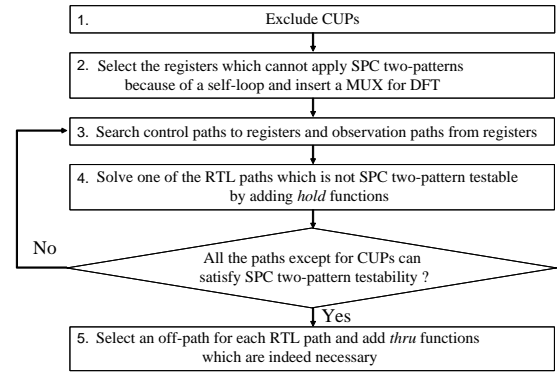 1. Exclude CUPs
2. Select the registers which cannot apply SPC two-patterns
because of a self-loop and insert a MUX for DFT
3. Search control paths to registers and observation paths from registers
4. Solve one of the RTL paths which is not SPC two-pattern testable
by adding hold functions
No
All the paths except for CUPs can
satisfy SPC two-pattern testability ?
Yes
5. Select an off-path for each RTL path and add thru functions
which are indeed necessary